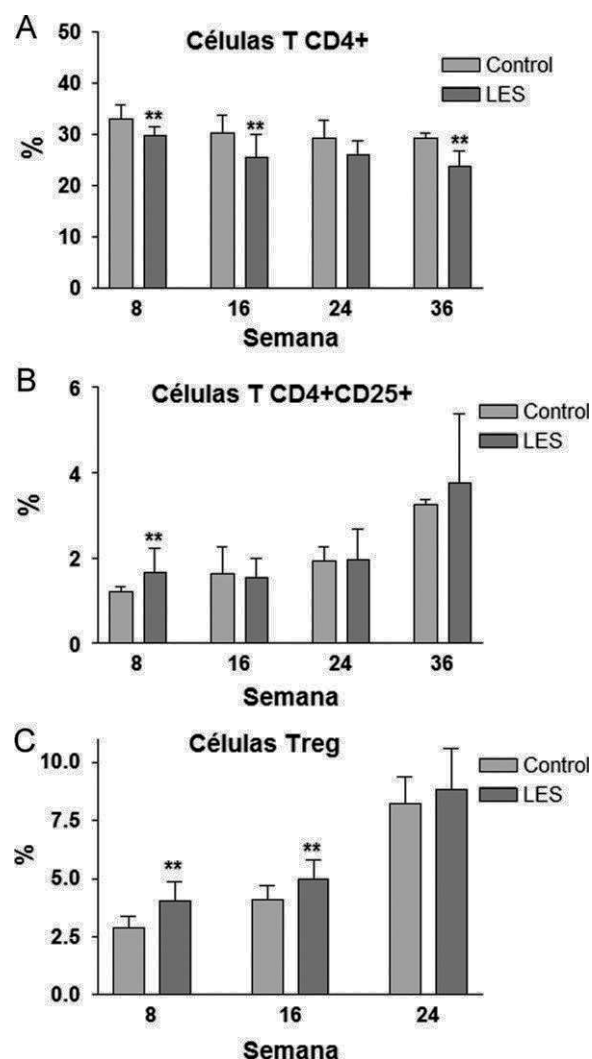 A
Células T CD4+
50
40
30
20
10
0
%
** ** **
Control
LES
8 16 24 36
Semana
B
Células T CD4+CD25+
6
4
2
0
%
**
Control
LES
8 16 24 36
Semana
C
Células Treg
10.0
7.5
5.0
2.5
0.0
%
** **
Control
LES
8 16 24
Semana